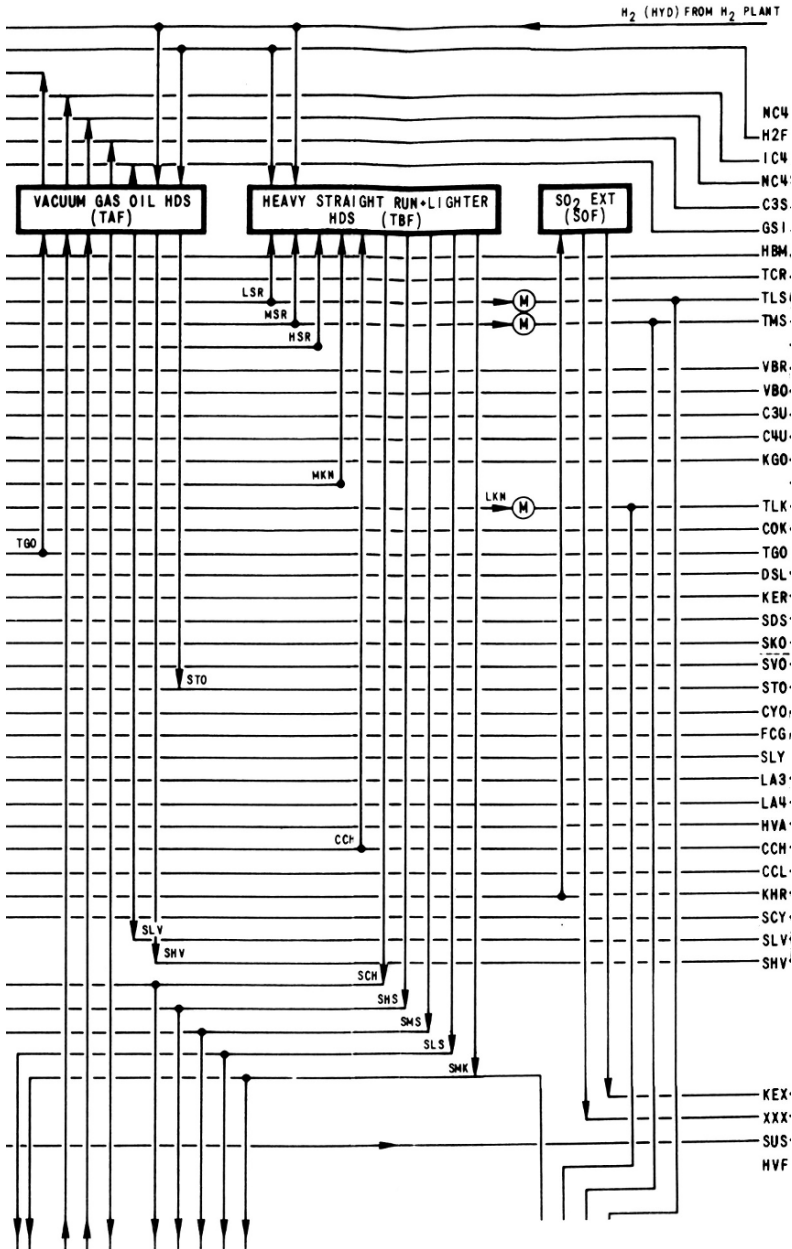 H2 (HYD) FROM H2 PLANT
NC4
H2F
IC4
NC4
C3S
GSI
VACUUM GAS OIL HDS
(TAF)
HEAVY STRAIGHT RUN+LIGHTER
HDS (TBF)
SO2 EXT
(SOF)
HBM
TCR
LSR
M
TLS
MSR
M
TMS
HSR
VBR
VBO
C3U
C4U
KGO
MKN
LKN
M
TLK
COK
TGO
TGO
DSL
KER
SDS
SKO
SVO
STO
STO
CYO
FCG
SLY
LA3
LA4
HVA
CCH
CCH
CCL
KHR
SCY
SLV
SLV
SHV
SHV
SCH
SHS
SMS
SLS
SMK
KEX
XXX
SUS
HVF